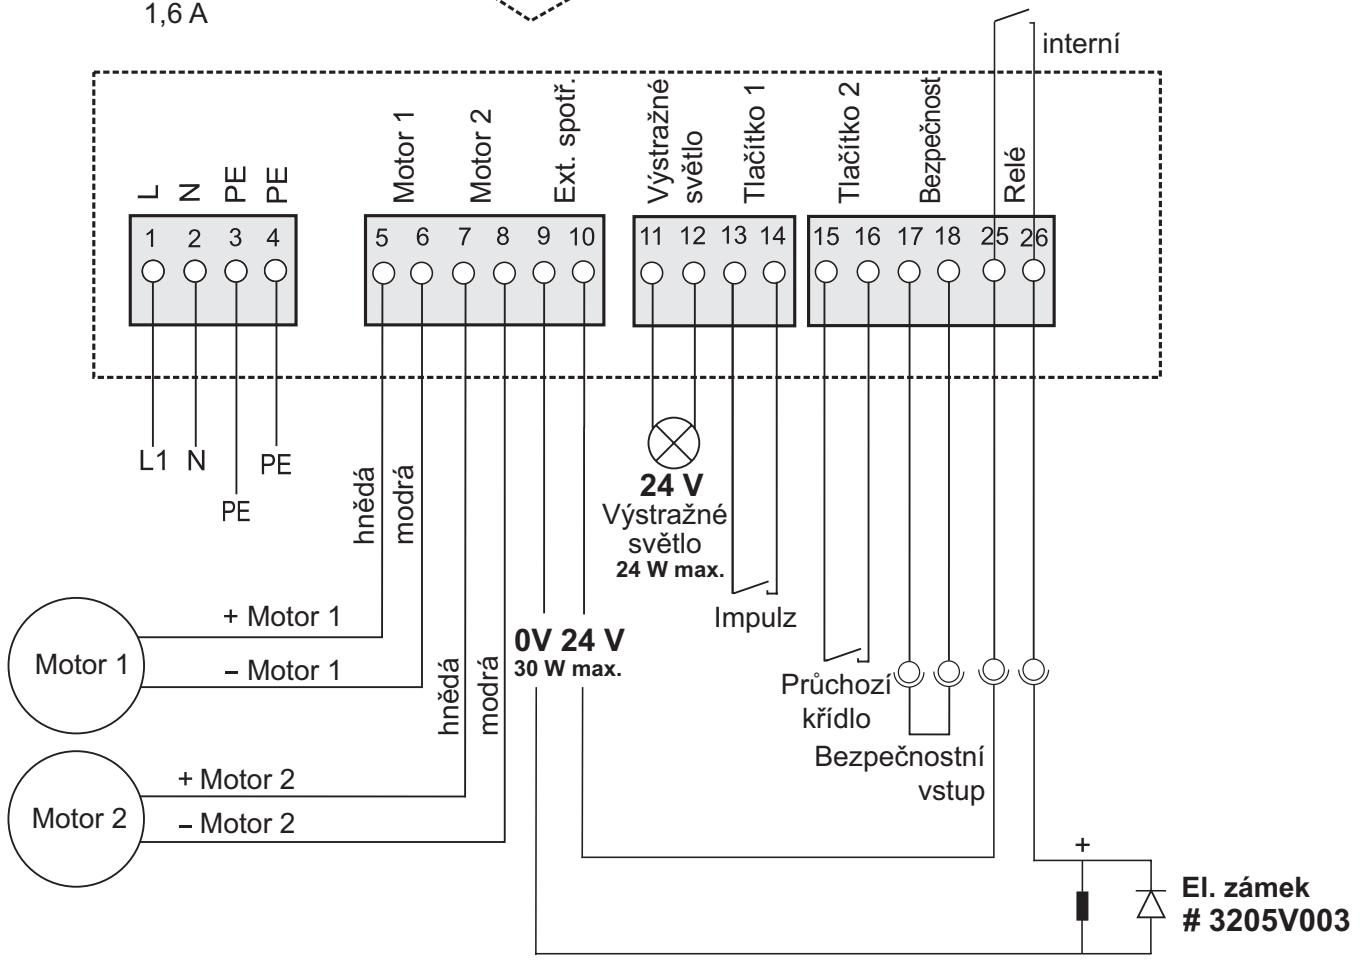 1,6 A
interní
L
N
PE
PE
Motor 1
Motor 2
Ext. spotř.
Výstražné
světlo
Tlačítko 1
Tlačítko 2
Bezpečnost
Relé
1 2 3 4
5 6 7 8 9 10
11 12 13 14
15 16 17 18 25 26
L1 N PE
PE
hnědá
modrá
24 V
Výstražné
světlo
24 W max.
Impulz
+ Motor 1
Motor 1
– Motor 1
0V 24 V
30 W max.
hnědá
modrá
Průchozí
křídlo
Bezpečnostní
vstup
+ Motor 2
Motor 2
– Motor 2
+
El. zámek
# 3205V003